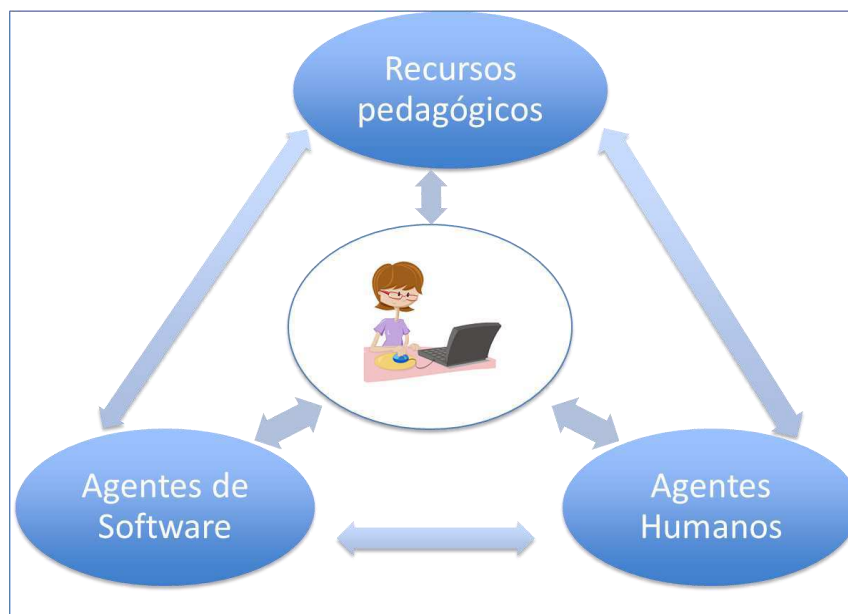 Recursos
pedagógicos
Agentes de
Software
Agentes
Humanos